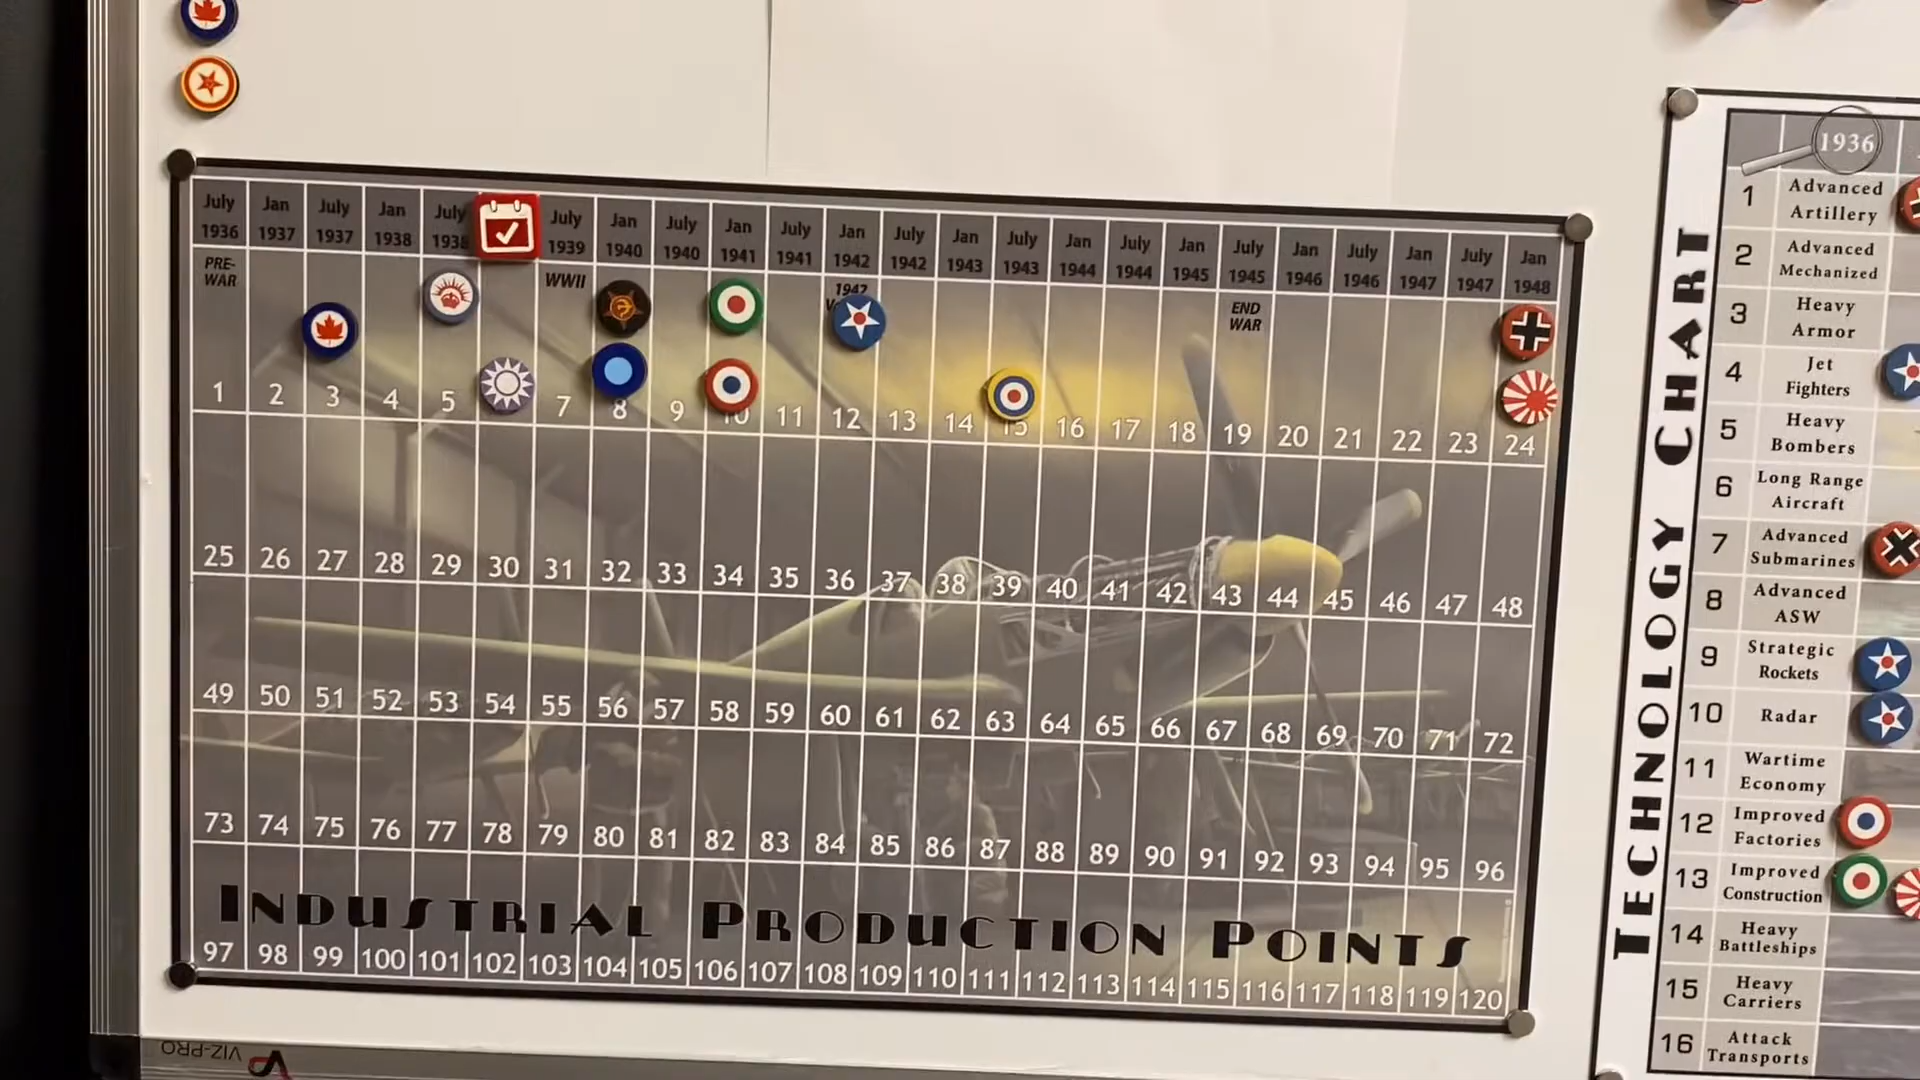 July Jan July Jan July July Jan July Jan July Jan July Jan July Jan July Jan July Jan July Jan July Jan
1936 1937 1937 1938 1938 1939 1940 1940 1941 1941 1942 1942 1943 1943 1944 1944 1945 1945 1946 1946 1947 1947 1948
PRE-
WAR
WWII
1942
END
WAR
1 2 3 4 5 7 8 9 10 11 12 13 14 15 16 17 18 19 20 21 22 23 24
25 26 27 28 29 30 31 32 33 34 35 36 37 38 39 40 41 42 43 44 45 46 47 48
49 50 51 52 53 54 55 56 57 58 59 60 61 62 63 64 65 66 67 68 69 70 71 72
73 74 75 76 77 78 79 80 81 82 83 84 85 86 87 88 89 90 91 92 93 94 95 96
INDUSTRIAL PRODUCTION POINTS
97 98 99 100 101 102 103 104 105 106 107 108 109 110 111 112 113 114 115 116 117 118 119 120
VIZ-PRO
TECHNOLOGY CHART
1936
1 Advanced
Artillery
2 Advanced
Mechanized
3 Heavy
Armor
4 Jet
Fighters
5 Heavy
Bombers
6 Long Range
Aircraft
7 Advanced
Submarines
8 Advanced
ASW
9 Strategic
Rockets
10 Radar
11 Wartime
Economy
12 Improved
Factories
13 Improved
Construction
14 Heavy
Battleships
15 Heavy
Carriers
16 Attack
Transports